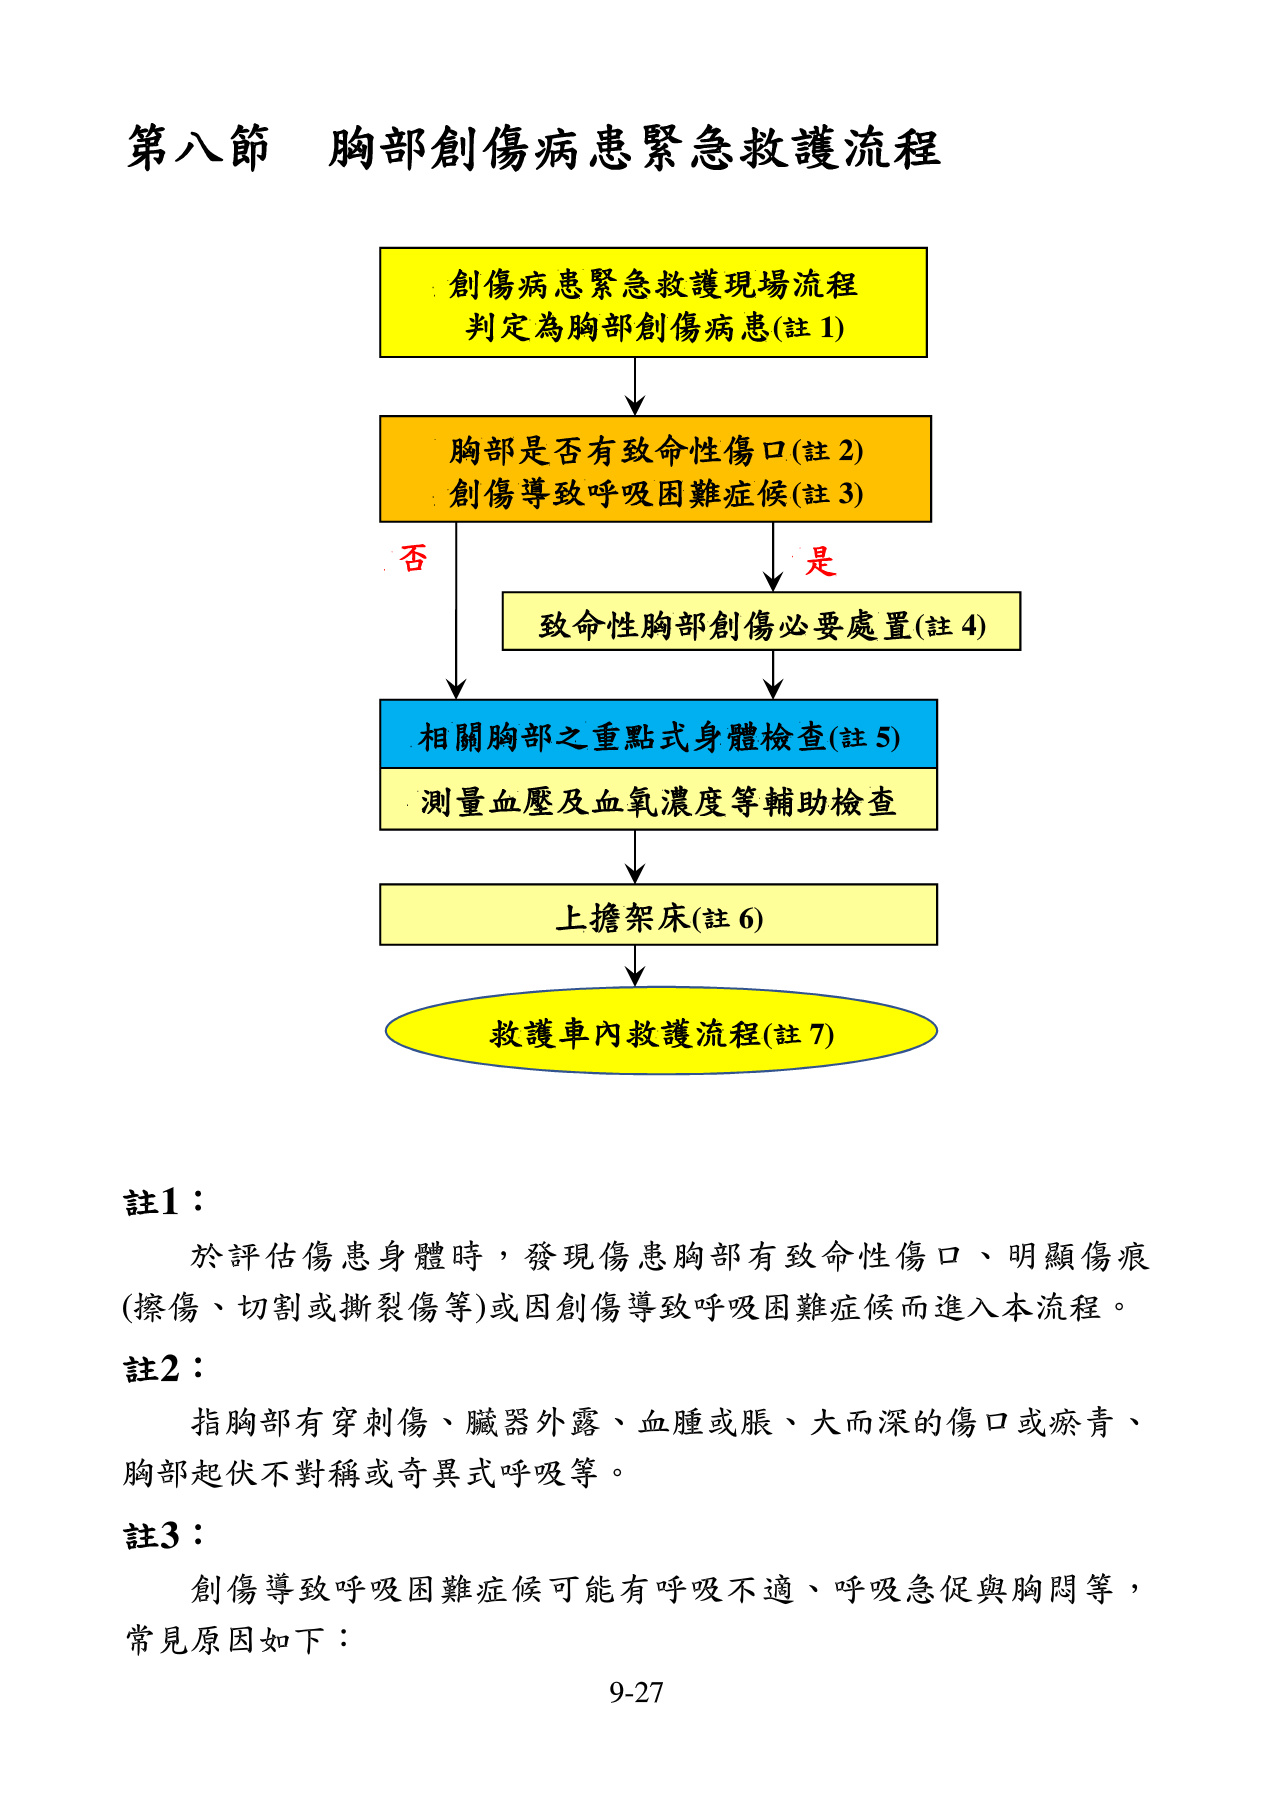 第八節　胸部創傷病患緊急救護流程
創傷病患緊急救護現場流程
判定為胸部創傷病患(註 1)
胸部是否有致命性傷口(註 2)
創傷導致呼吸困難症候(註 3)
否
是
致命性胸部創傷必要處置(註 4)
相關胸部之重點式身體檢查(註 5)
測量血壓及血氧濃度等輔助檢查
上擔架床(註 6)
救護車內救護流程(註 7)
註1：
於評估傷患身體時，發現傷患胸部有致命性傷口、明顯傷痕
(擦傷、切割或撕裂傷等)或因創傷導致呼吸困難症候而進入本流程。
註2：
指胸部有穿刺傷、臟器外露、血腫或脹、大而深的傷口或瘀青、
胸部起伏不對稱或奇異式呼吸等。
註3：
創傷導致呼吸困難症候可能有呼吸不適、呼吸急促與胸悶等，
常見原因如下：
9-27